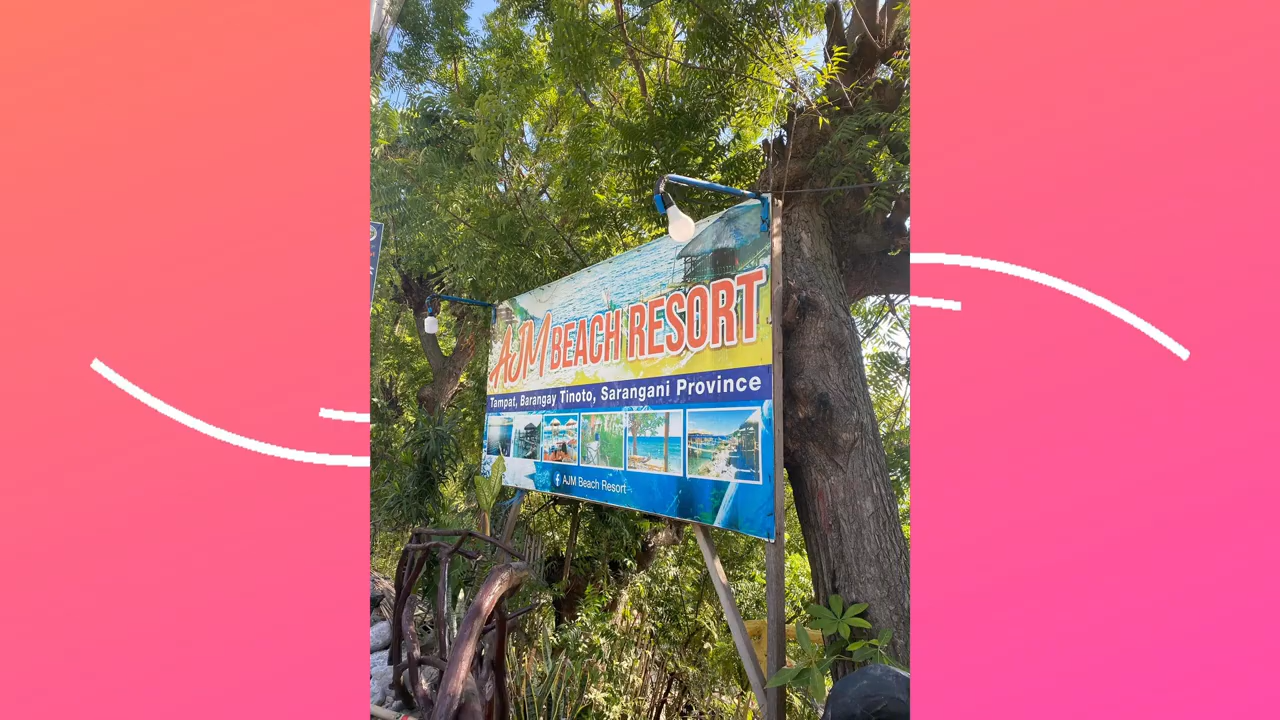 AJM BEACH RESORT
Tampat, Barangay Tinoto, Sarangani Province
AJM Beach Resort